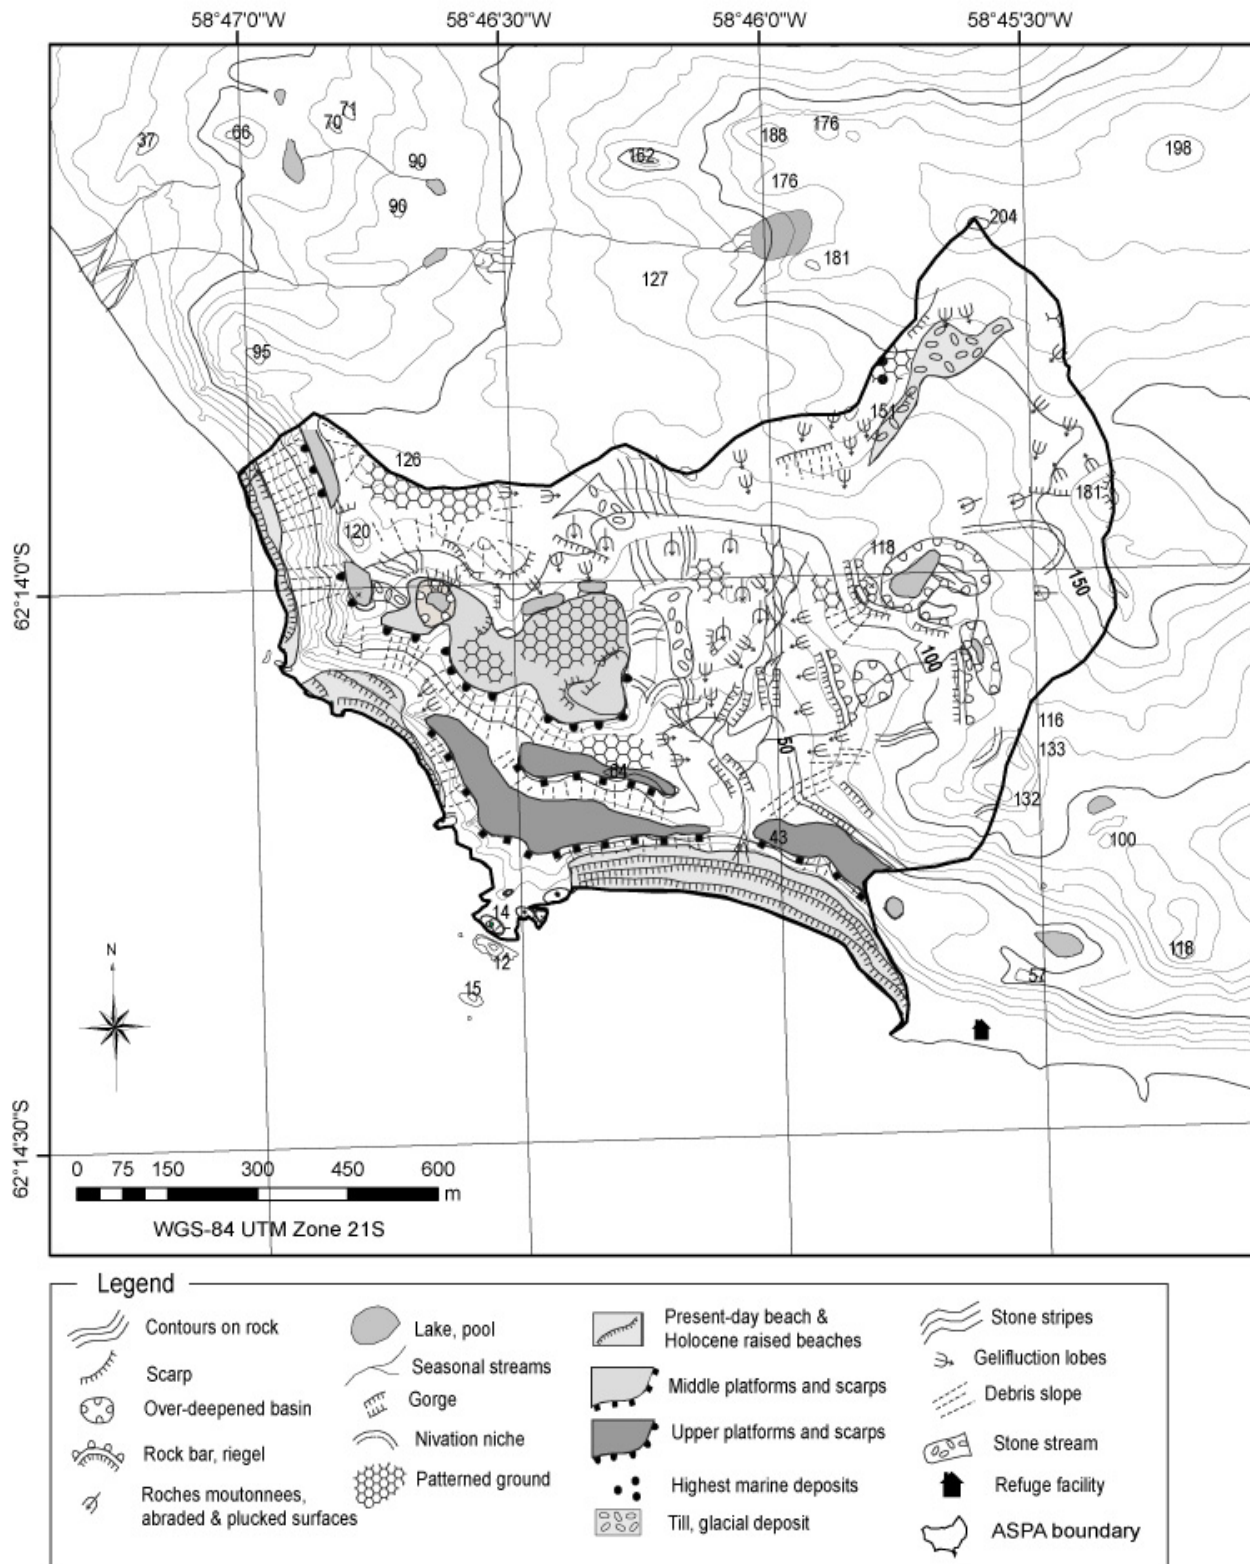 58°47'0"W 58°46'30"W 58°46'0"W 58°45'30"W
71
70
66
37
90
90
162
188
176
176
198
204
181
127
95
151
126
181
120
118
62°14'0"S
150
100
116
50
133
64
132
43
100
14
118
12
57
15
N
62°14'30"S
0 75 150 300 450 600
m
WGS-84 UTM Zone 21S
Legend
Contours on rock
Scarp
Over-deepened basin
Rock bar, riegel
Roches moutonnees,
abraded & plucked surfaces
Lake, pool
Seasonal streams
Gorge
Nivation niche
Patterned ground
Present-day beach &
Holocene raised beaches
Middle platforms and scarps
Upper platforms and scarps
Highest marine deposits
Till, glacial deposit
Stone stripes
Gelifluction lobes
Debris slope
Stone stream
Refuge facility
ASPA boundary